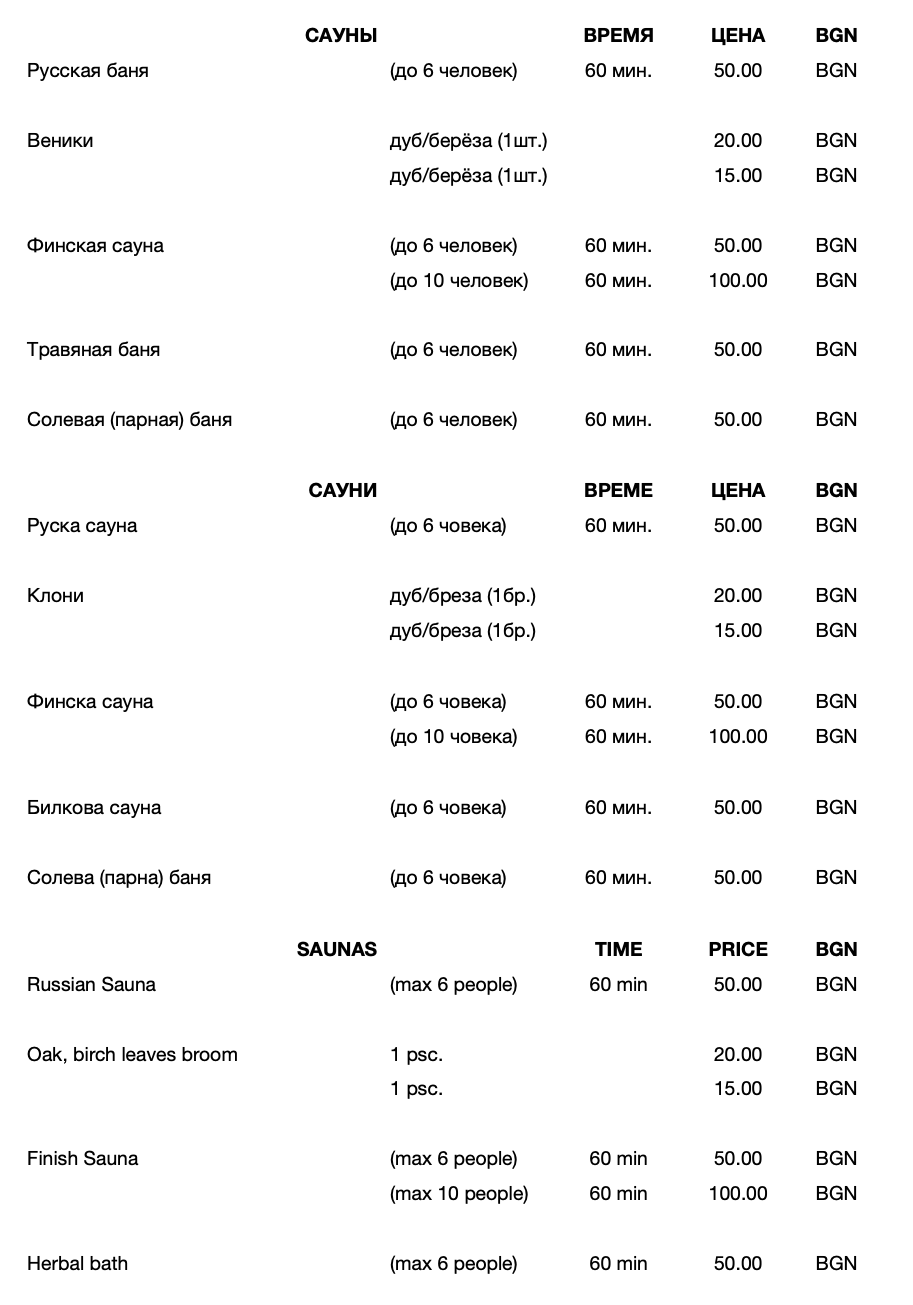 САУНЫ ВРЕМЯ ЦЕНА BGN
Русская баня (до 6 человек) 60 мин. 50.00 BGN
Веники дуб/берёза (1шт.) 20.00 BGN
дуб/берёза (1шт.) 15.00 BGN
Финская сауна (до 6 человек) 60 мин. 50.00 BGN
(до 10 человек) 60 мин. 100.00 BGN
Травяная баня (до 6 человек) 60 мин. 50.00 BGN
Солевая (парная) баня (до 6 человек) 60 мин. 50.00 BGN
САУНИ ВРЕМЕ ЦЕНА BGN
Руска сауна (до 6 човека) 60 мин. 50.00 BGN
Клони дуб/бреза (1бр.) 20.00 BGN
дуб/бреза (1бр.) 15.00 BGN
Финска сауна (до 6 човека) 60 мин. 50.00 BGN
(до 10 човека) 60 мин. 100.00 BGN
Билкова сауна (до 6 човека) 60 мин. 50.00 BGN
Солева (парна) баня (до 6 човека) 60 мин. 50.00 BGN
SAUNAS TIME PRICE BGN
Russian Sauna (max 6 people) 60 min 50.00 BGN
Oak, birch leaves broom 1 psc. 20.00 BGN
1 psc. 15.00 BGN
Finish Sauna (max 6 people) 60 min 50.00 BGN
(max 10 people) 60 min 100.00 BGN
Herbal bath (max 6 people) 60 min 50.00 BGN